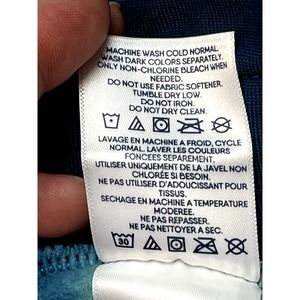 MACHINE WASH COLD NORMAL.
WASH DARK COLORS SEPARATELY.
ONLY NON-CHLORINE BLEACH WHEN
NEEDED.
DO NOT USE FABRIC SOFTENER.
TUMBLE DRY LOW.
DO NOT IRON.
DO NOT DRY CLEAN.
LAVAGE EN MACHINE A FROID, CYCLE
NORMAL. LAVER LES COULEURS
FONCEES SEPAREMENT.
UTILISER UNIQUEMENT DE LA JAVEL NON
CHLORÉE SI BESOIN.
NE PAS UTILISER D'ADOUCISSANT POUR
TISSUS.
SECHAGE EN MACHINE A TEMPERATURE
MODEREE.
NE PAS REPASSER.
NE PAS NETTOYER A SEC.
30